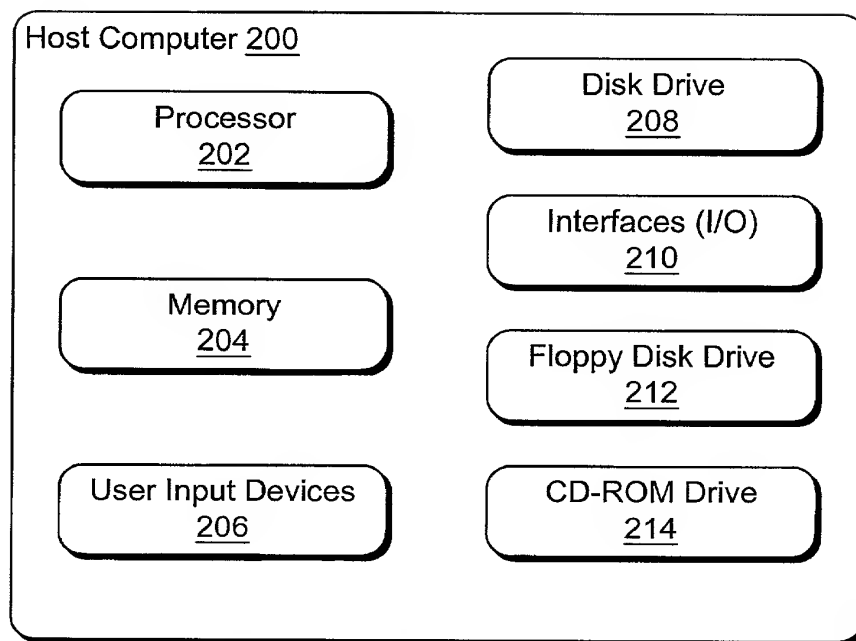 Host Computer 200
Processor
202
Memory
204
User Input Devices
206
Disk Drive
208
Interfaces (I/O)
210
Floppy Disk Drive
212
CD-ROM Drive
214